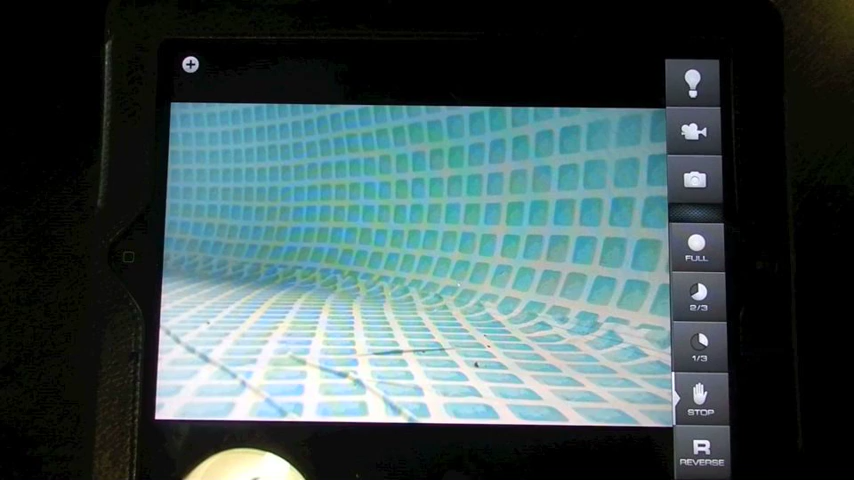 FULL
2/3
1/3
STOP
R
REVERSE